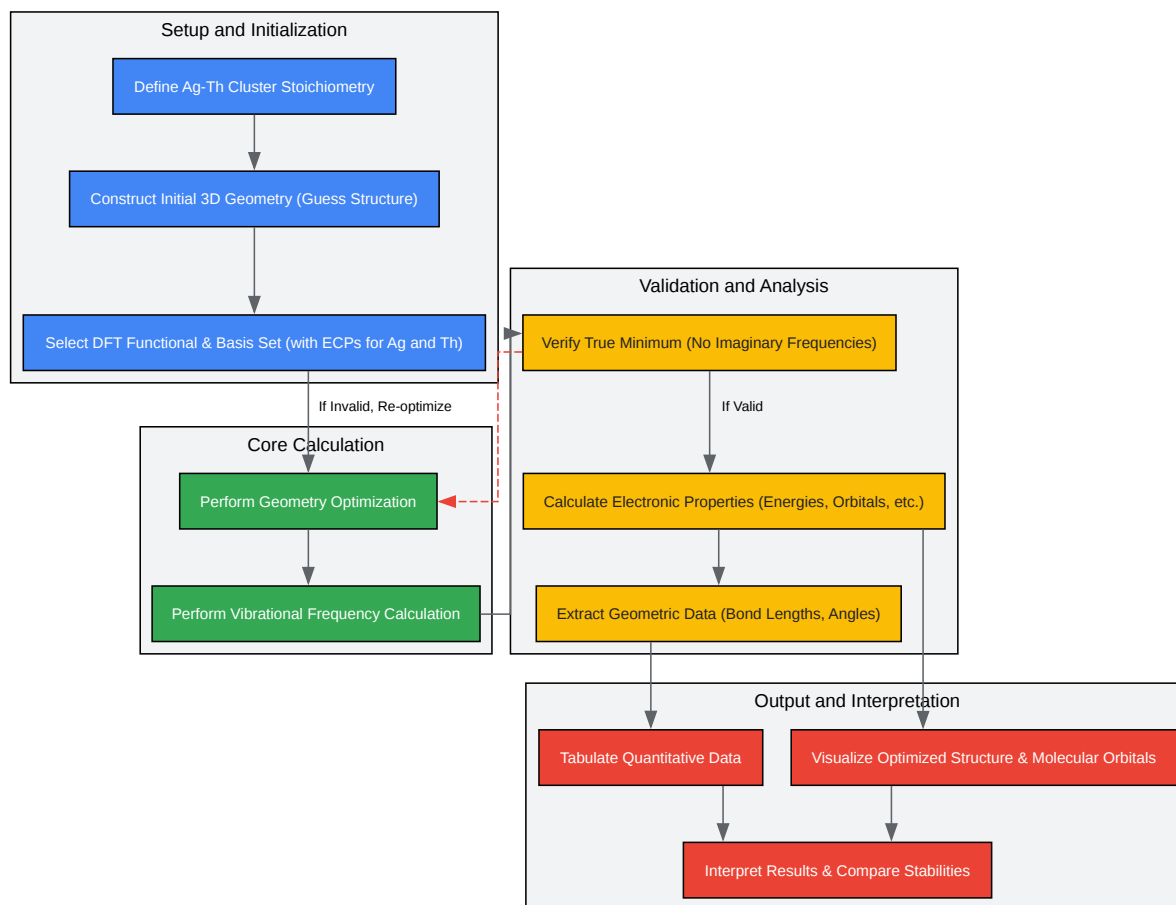 Setup and Initialization
Define Ag-Th Cluster Stoichiometry
Construct Initial 3D Geometry (Guess Structure)
Select DFT Functional & Basis Set (with ECPs for Ag and Th)
If Invalid, Re-optimize
Core Calculation
Perform Geometry Optimization
Perform Vibrational Frequency Calculation
Validation and Analysis
Verify True Minimum (No Imaginary Frequencies)
If Valid
Calculate Electronic Properties (Energies, Orbitals, etc.)
Extract Geometric Data (Bond Lengths, Angles)
Output and Interpretation
Tabulate Quantitative Data
Visualize Optimized Structure & Molecular Orbitals
Interpret Results & Compare Stabilities